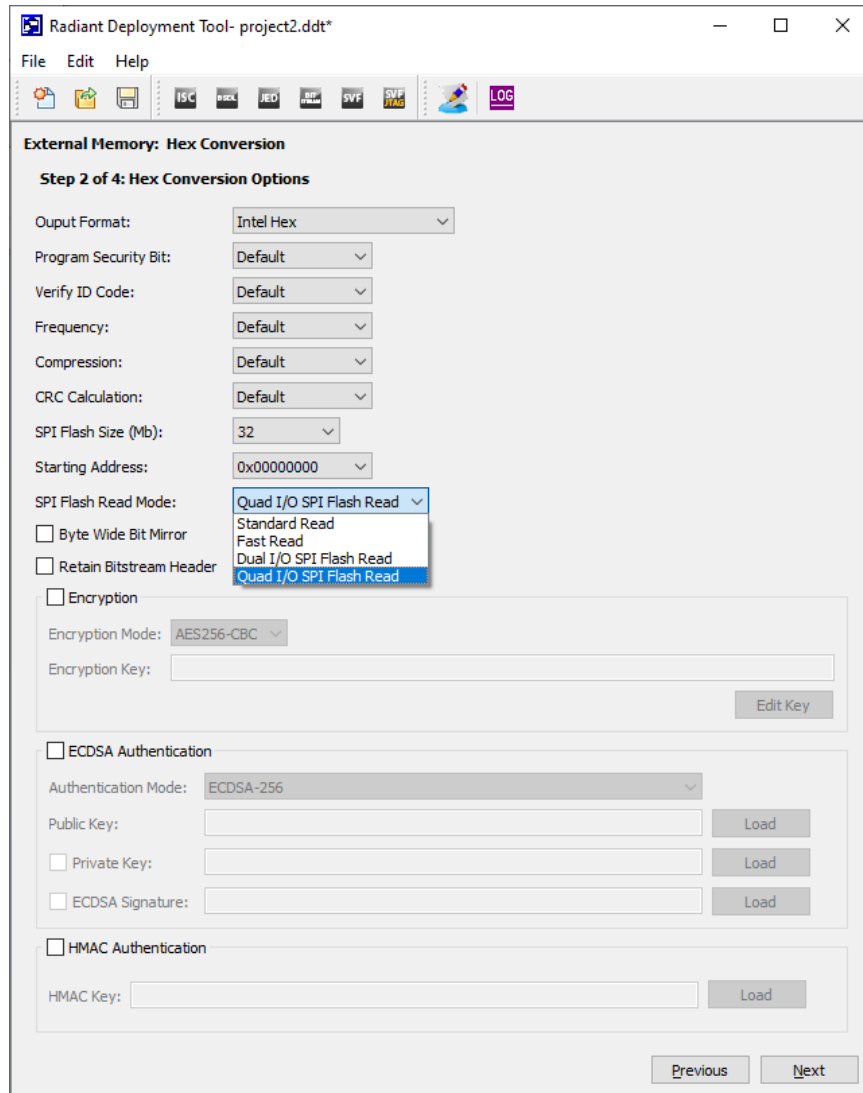 Radiant Deployment Tool- project2.ddt*
File Edit Help
ISC BSDL JED BIT STREAM SVF SVF JTAG LOG
External Memory: Hex Conversion
Step 2 of 4: Hex Conversion Options
Ouput Format: Intel Hex
Program Security Bit: Default
Verify ID Code: Default
Frequency: Default
Compression: Default
CRC Calculation: Default
SPI Flash Size (Mb): 32
Starting Address: 0x00000000
SPI Flash Read Mode: Quad I/O SPI Flash Read
Standard Read
Byte Wide Bit Mirror
Fast Read
Dual I/O SPI Flash Read
Retain Bitstream Header
Quad I/O SPI Flash Read
Encryption
Encryption Mode: AES256-CBC
Encryption Key:
Edit Key
ECDSA Authentication
Authentication Mode: ECDSA-256
Public Key: Load
Private Key: Load
ECDSA Signature: Load
HMAC Authentication
HMAC Key: Load
Previous Next